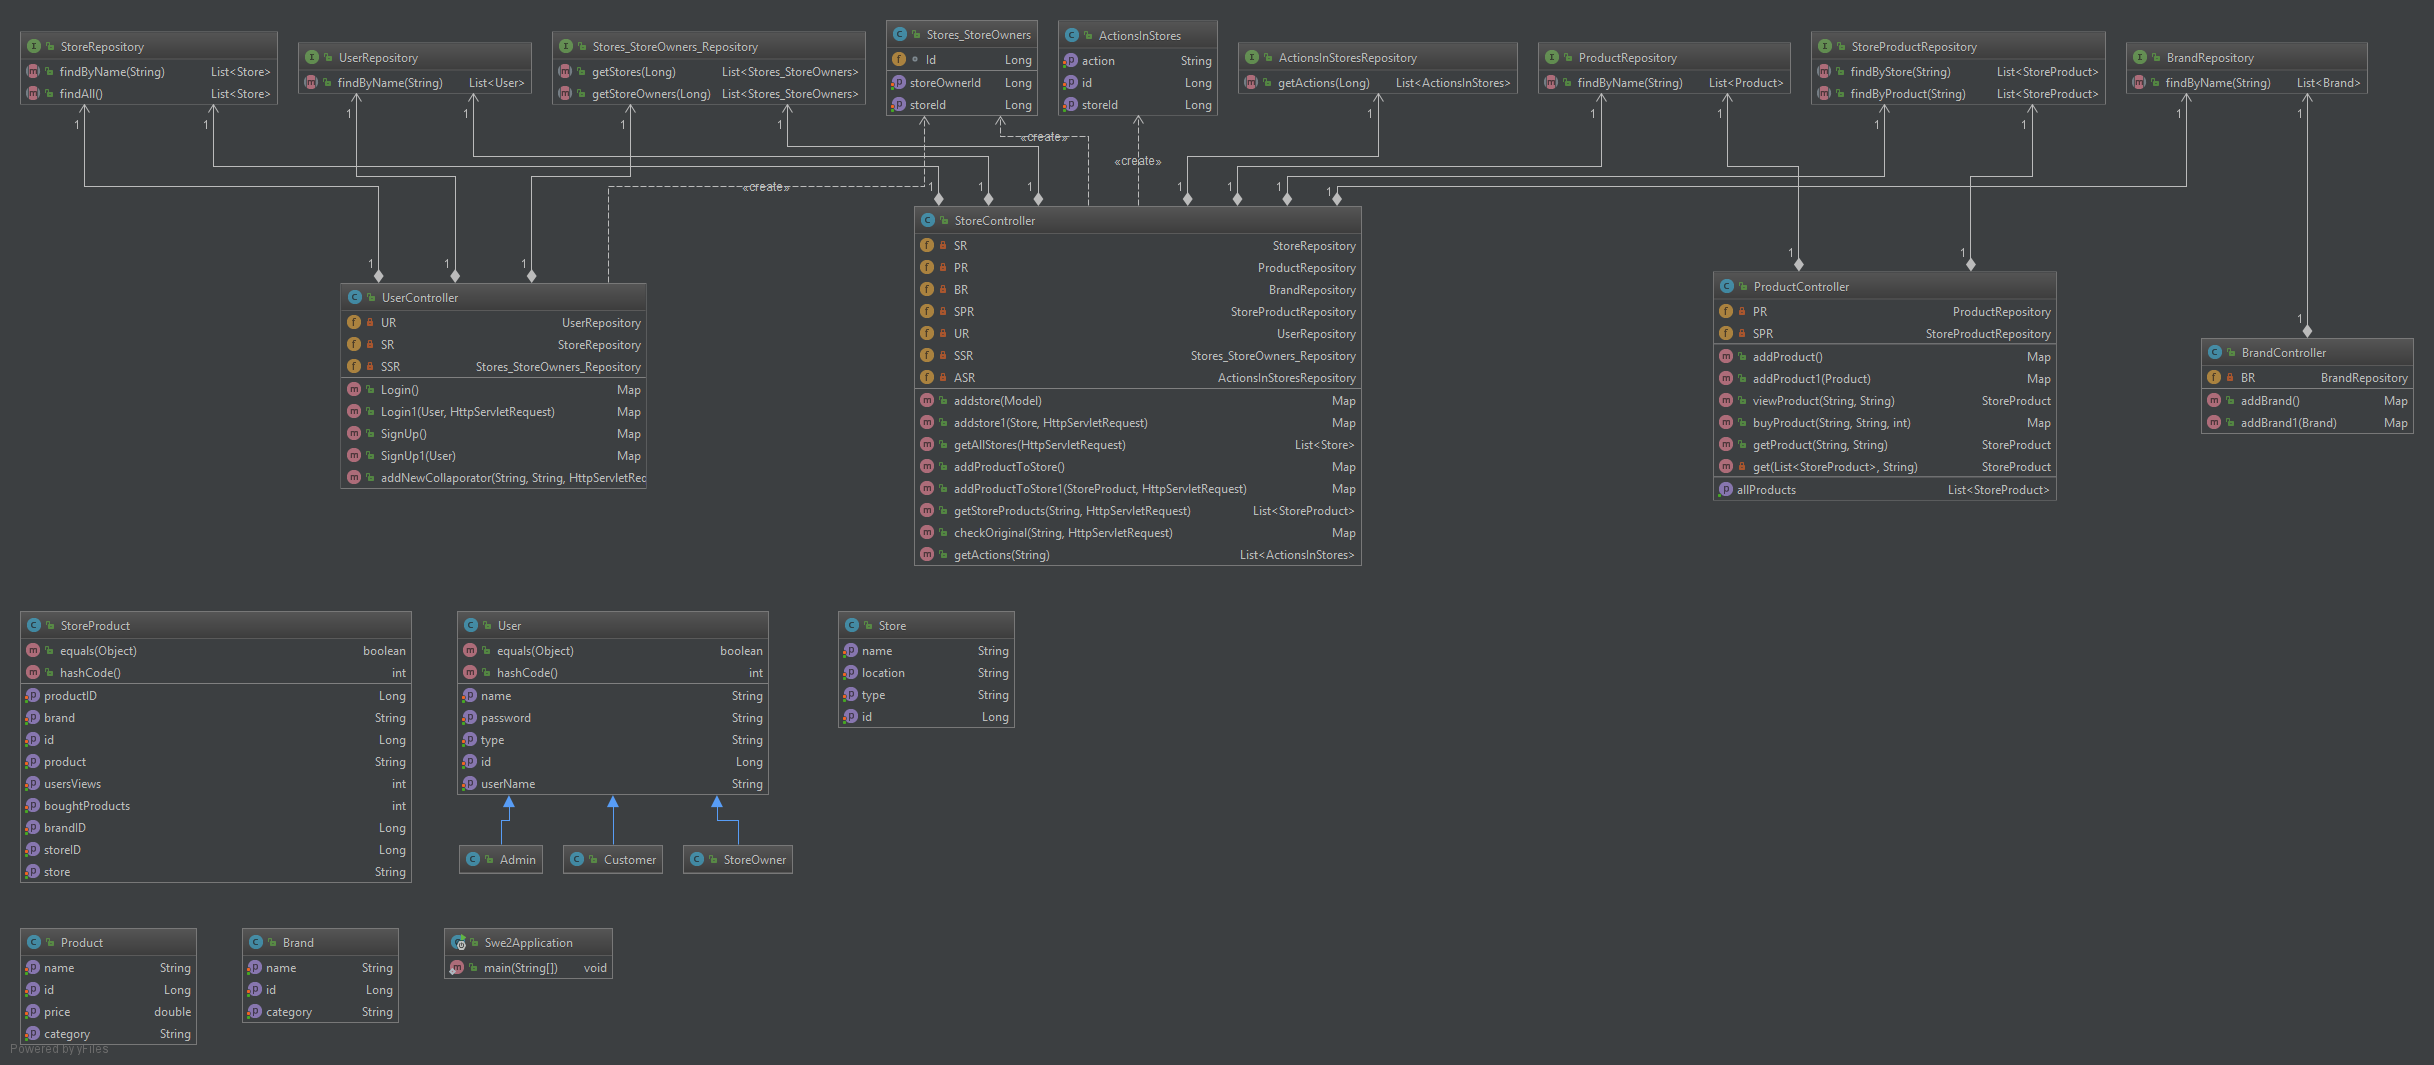 StoreRepository
findByName(String) List<Store>
findAll() List<Store>
UserRepository
findByName(String) List<User>
Stores_StoreOwners_Repository
getStores(Long) List<Stores_StoreOwners>
getStoreOwners(Long) List<Stores_StoreOwners>
Stores_StoreOwners
Id Long
storeOwnerId Long
storeId Long
ActionsInStores
action String
id Long
storeId Long
ActionsInStoresRepository
getActions(Long) List<ActionsInStores>
ProductRepository
findByName(String) List<Product>
StoreProductRepository
findByStore(String) List<StoreProduct>
findByProduct(String) List<StoreProduct>
BrandRepository
findByName(String) List<Brand>
1 1 1 1 1 1 1 1 1 1 1 1 1
«create»
«create»
«create»
1 1 1 1 1 1 1
1 1 1
1 1
1
UserController
UR UserRepository
SR StoreRepository
SSR Stores_StoreOwners_Repository
Login() Map
Login1(User, HttpServletRequest) Map
SignUp() Map
SignUp1(User) Map
addNewCollaporator(String, String, HttpServletRec
StoreController
SR StoreRepository
PR ProductRepository
BR BrandRepository
SPR StoreProductRepository
UR UserRepository
SSR Stores_StoreOwners_Repository
ASR ActionsInStoresRepository
addstore(Model) Map
addstore1(Store, HttpServletRequest) Map
getAllStores(HttpServletRequest) List<Store>
addProductToStore() Map
addProductToStore1(StoreProduct, HttpServletRequest) Map
getStoreProducts(String, HttpServletRequest) List<StoreProduct>
checkOriginal(String, HttpServletRequest) Map
getActions(String) List<ActionsInStores>
ProductController
PR ProductRepository
SPR StoreProductRepository
addProduct() Map
addProduct1(Product) Map
viewProduct(String, String) StoreProduct
buyProduct(String, String, int) Map
getProduct(String, String) StoreProduct
get(List<StoreProduct>, String) StoreProduct
allProducts List<StoreProduct>
BrandController
BR BrandRepository
addBrand() Map
addBrand1(Brand) Map
StoreProduct
equals(Object) boolean
hashCode() int
productID Long
brand String
id Long
product String
usersViews int
boughtProducts int
brandID Long
storeID Long
store String
User
equals(Object) boolean
hashCode() int
name String
password String
type String
id Long
userName String
Store
name String
location String
type String
id Long
Admin
Customer
StoreOwner
Product
name String
id Long
price double
category String
Brand
name String
id Long
category String
Swe2Application
main(String[]) void
Powered by yFiles